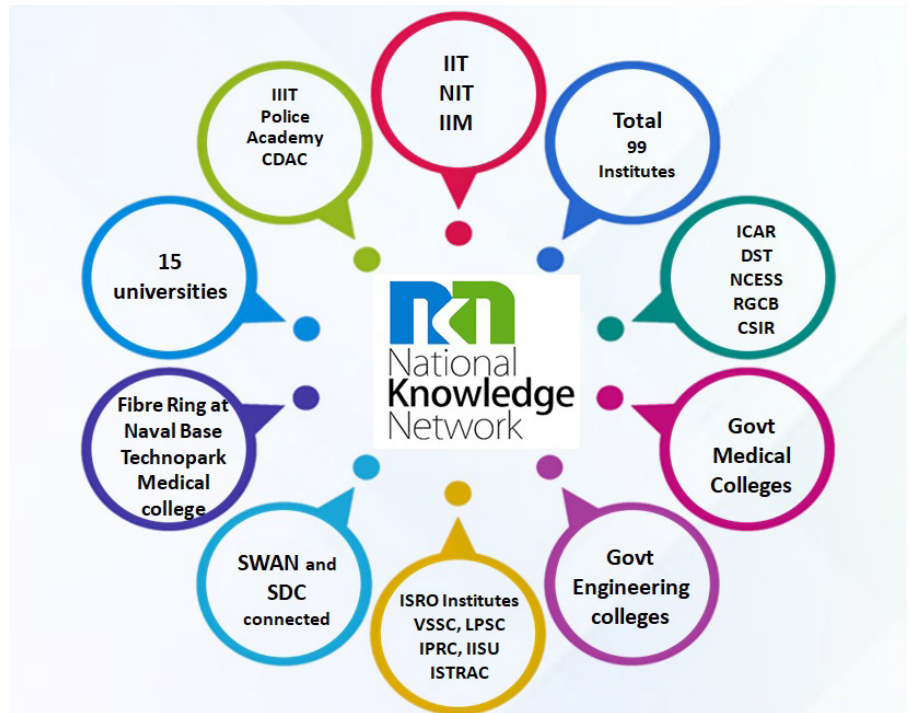 IIT
NIT
IIM
Total
99
Institutes
ICAR
DST
NCESS
RGCB
CSIR
Govt
Medical
Colleges
Govt
Engineering
colleges
ISRO Institutes
VSSC, LPSC
IPRC, IISU
ISTRAC
SWAN and
SDC
connected
Fibre Ring at
Naval Base
Technopark
Medical
college
15
universities
IIIT
Police
Academy
CDAC
National
Knowledge
Network